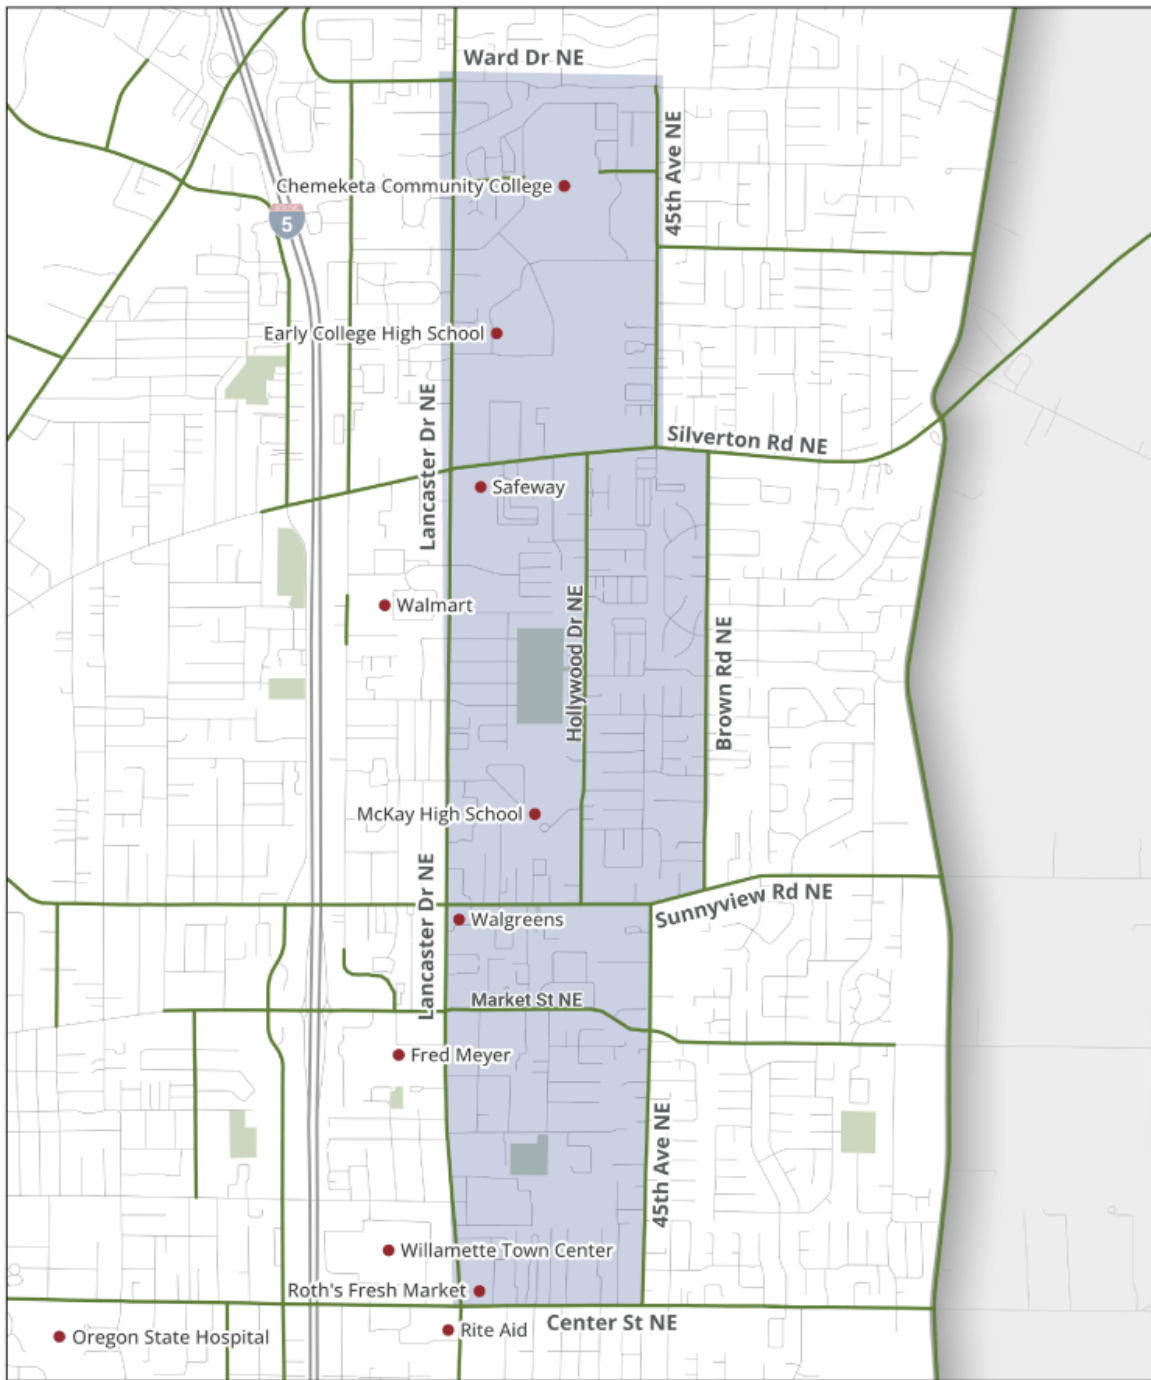 Ward Dr NE
45th Ave NE
Chemeketa Community College
5
Early College High School
Lancaster Dr NE
Silverton Rd NE
Safeway
Walmart
Hollywood Dr NE
Brown Rd NE
McKay High School
Lancaster Dr NE
Sunnyview Rd NE
Walgreens
Market St NE
Fred Meyer
45th Ave NE
Willamette Town Center
Roth's Fresh Market
Center St NE
Rite Aid
Oregon State Hospital